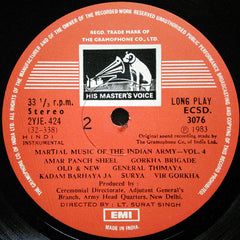 REGD. TRADE MARK OF
THE GRAMOPHONE CO., LTD.
HIS MASTER'S VOICE
33 1/3 r.p.m.
Stereo
2YJE.424
(32-338)
HINDI
INSTRUMENTAL
2
LONG PLAY
ECSD.
3076
℗ 1983
Original sound recording made by
The Gramophone Co. of India Ltd.
MARTIAL MUSIC OF THE INDIAN ARMY—VOL. 4
AMAR PANCH SHEEL GORKHA BRIGADE
OLD & NEW GENERAL THIMAYA
KADAM BARHAYA JA SURYA VIR GORKHA
Produced by:
Ceremonial Directorate, Adjutant General's
Branch, Army Head Quarters, New Delhi
DIRECTED BY: LT. SURAT SINGH
EMI